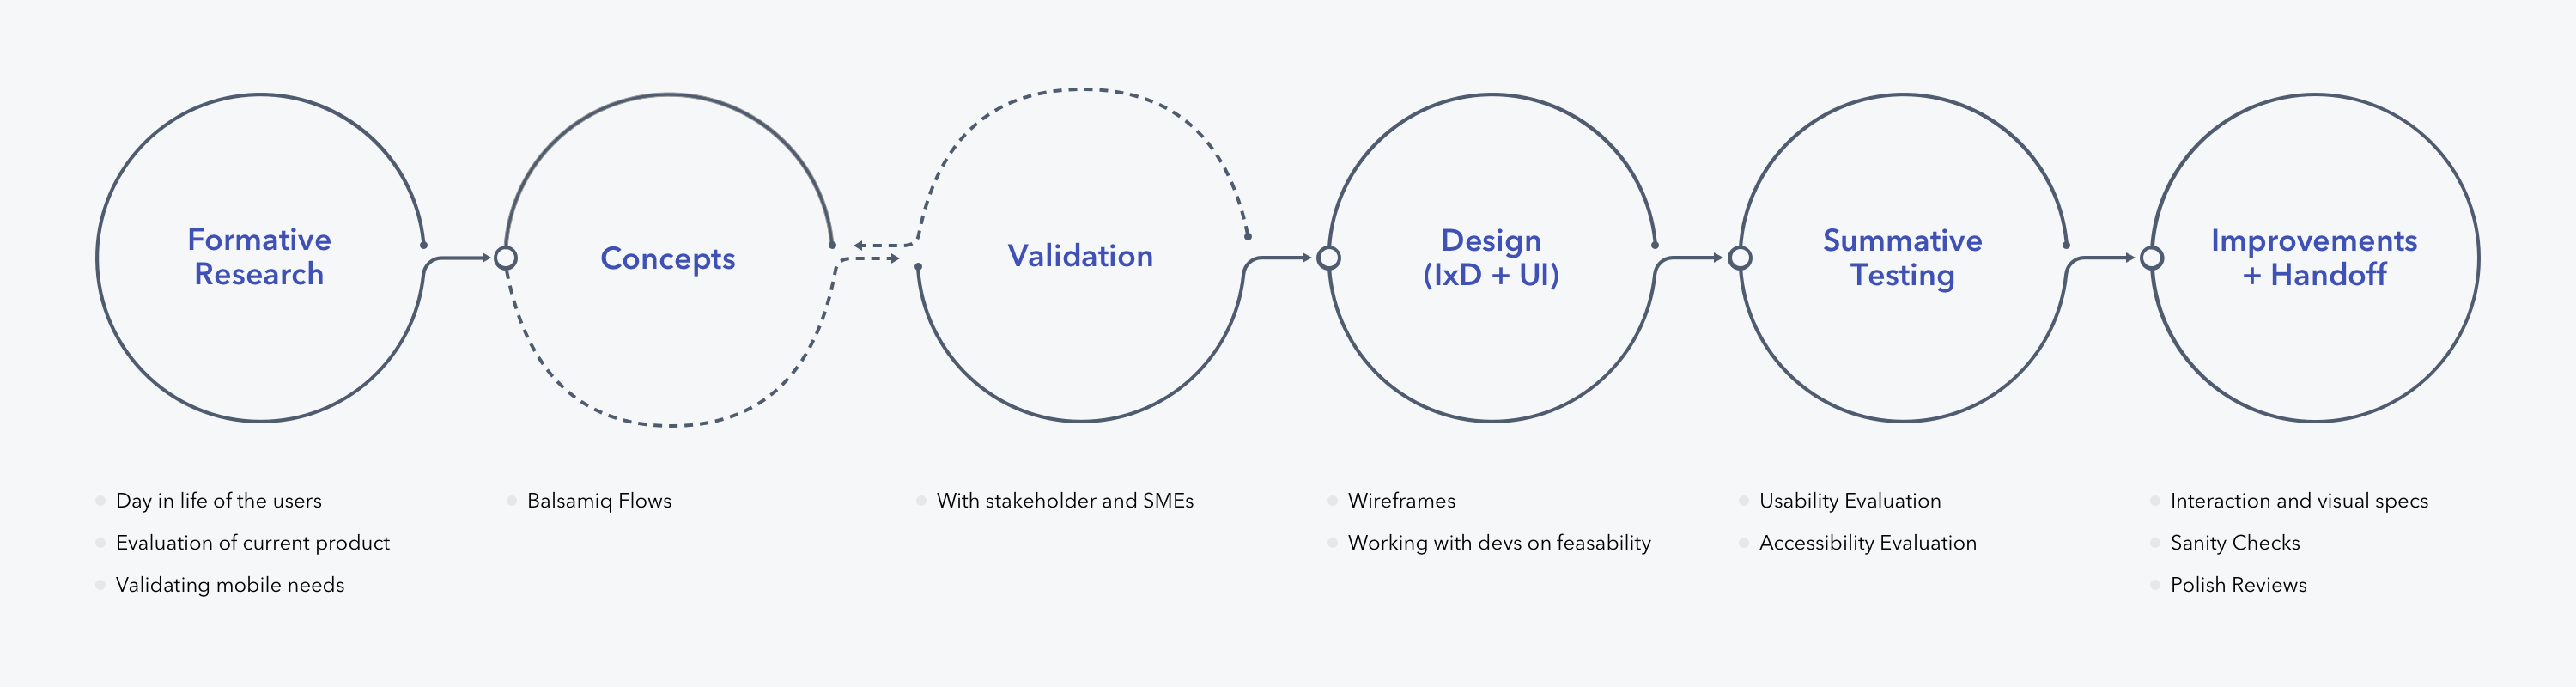 Formative
Research
Concepts
Validation
Design
(IxD + UI)
Summative
Testing
Improvements
+ Handoff
Day in life of the users
Evaluation of current product
Validating mobile needs
Balsamiq Flows
With stakeholder and SMEs
Wireframes
Working with devs on feasability
Usability Evaluation
Accessibility Evaluation
Interaction and visual specs
Sanity Checks
Polish Reviews